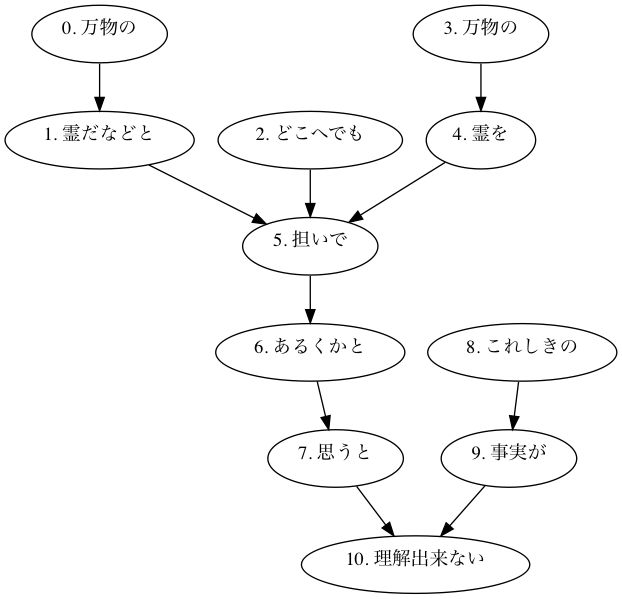 0. 万物の
3. 万物の
1. 霊だなどと
2. どこへでも
4. 霊を
5. 担いで
6. あるくかと
8. これしきの
7. 思うと
9. 事実が
10. 理解出来ない